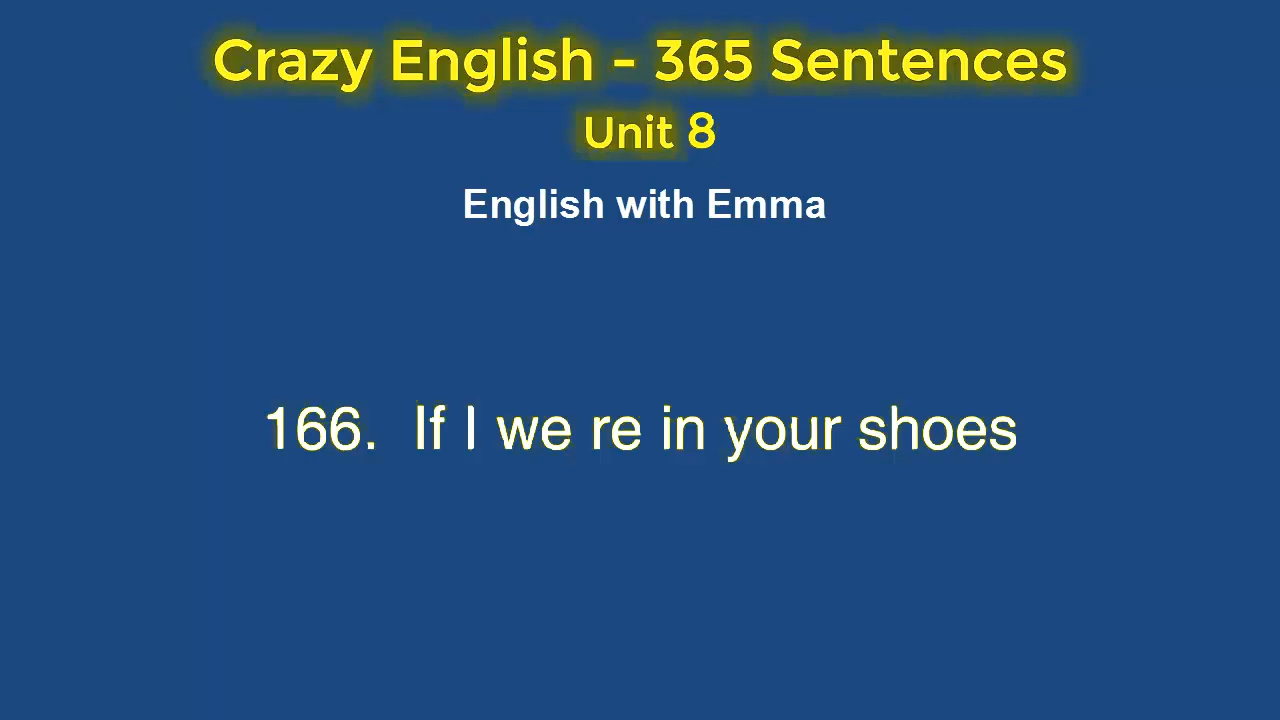 Crazy English - 365 Sentences
Unit 8
English with Emma
166. If I we re in your shoes